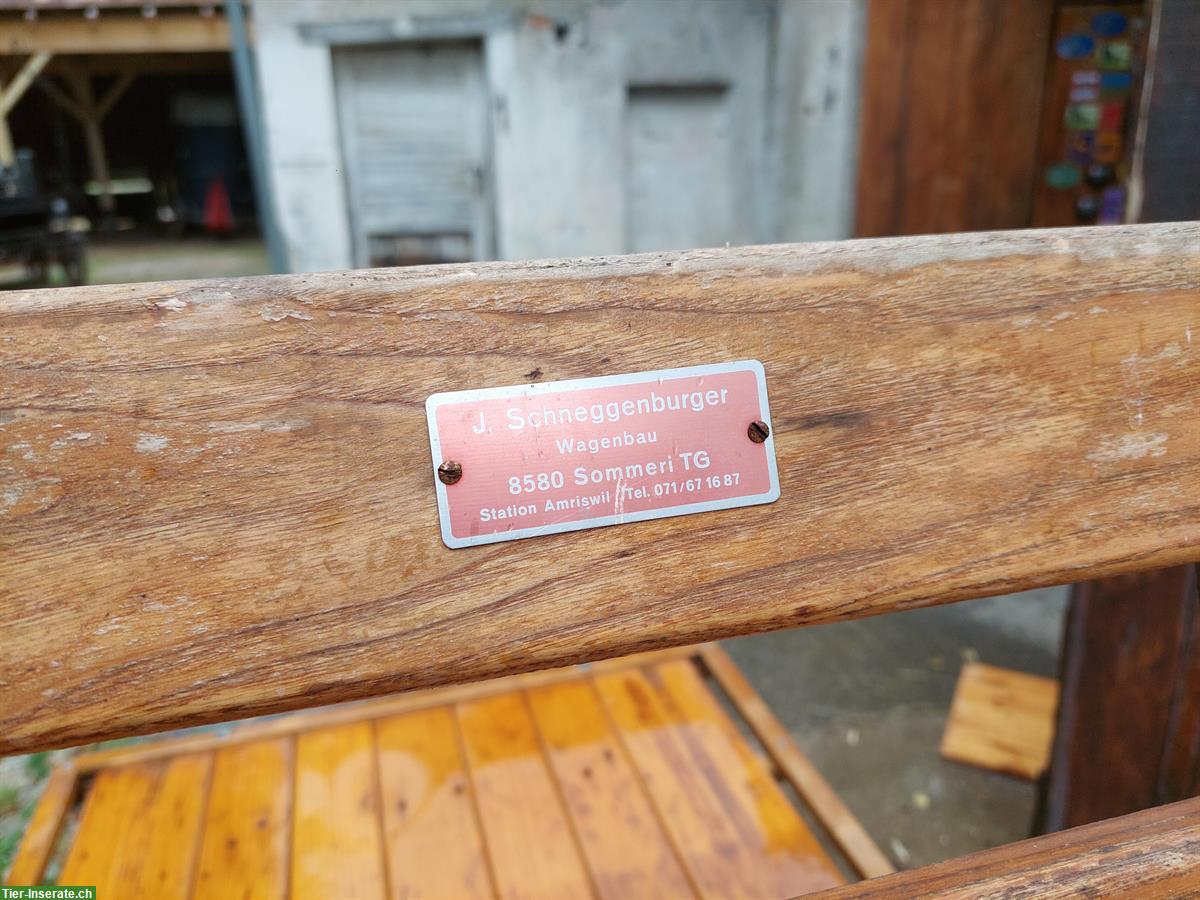 J. Schneggenburger
Wagenbau
8580 Sommeri TG
Station Amriswil / Tel. 071/67 16 87
Tier-Inserate.ch